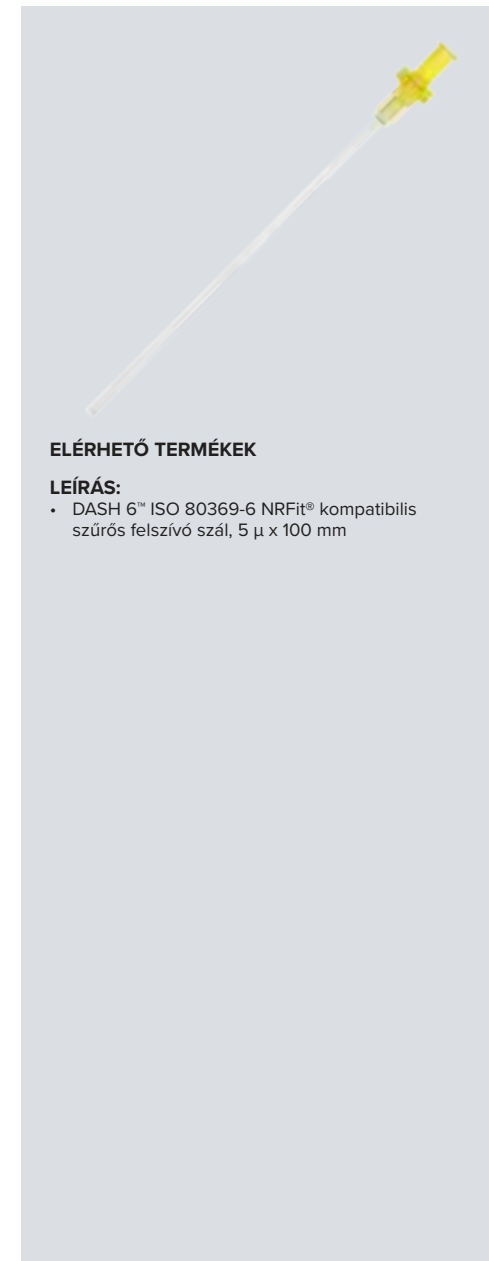 ELÉRHETŐ TERMÉKEK
LEÍRÁS:
• DASH 6™ ISO 80369-6 NRFit® kompatibilis
szűrős felszívó szál, 5 µ x 100 mm